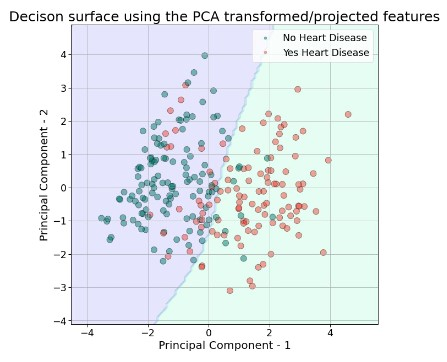 Decison surface using the PCA transformed/projected features
No Heart Disease
Yes Heart Disease
4
3
2
1
0
−1
−2
−3
−4
Principal Component - 2
−4 −2 0 2 4
Principal Component - 1